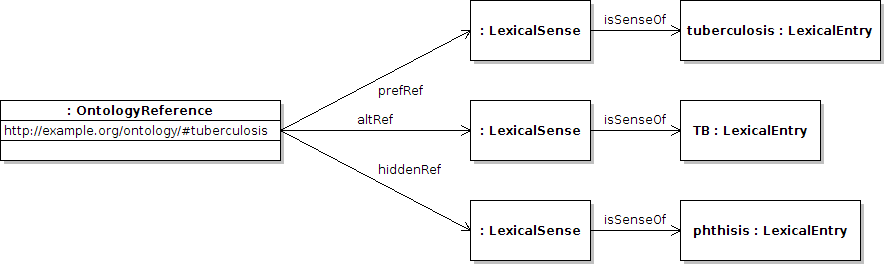 : LexicalSense
isSenseOf
tuberculosis : LexicalEntry
prefRef
: OntologyReference
http://example.org/ontology/#tuberculosis
altRef
: LexicalSense
isSenseOf
TB : LexicalEntry
hiddenRef
: LexicalSense
isSenseOf
phthisis : LexicalEntry